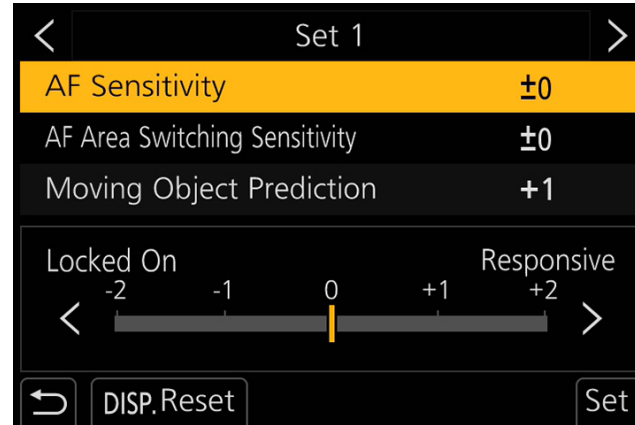 Set 1
AF Sensitivity ±0
AF Area Switching Sensitivity ±0
Moving Object Prediction +1
Locked On Responsive
-2 -1 0 +1 +2
DISP.Reset Set